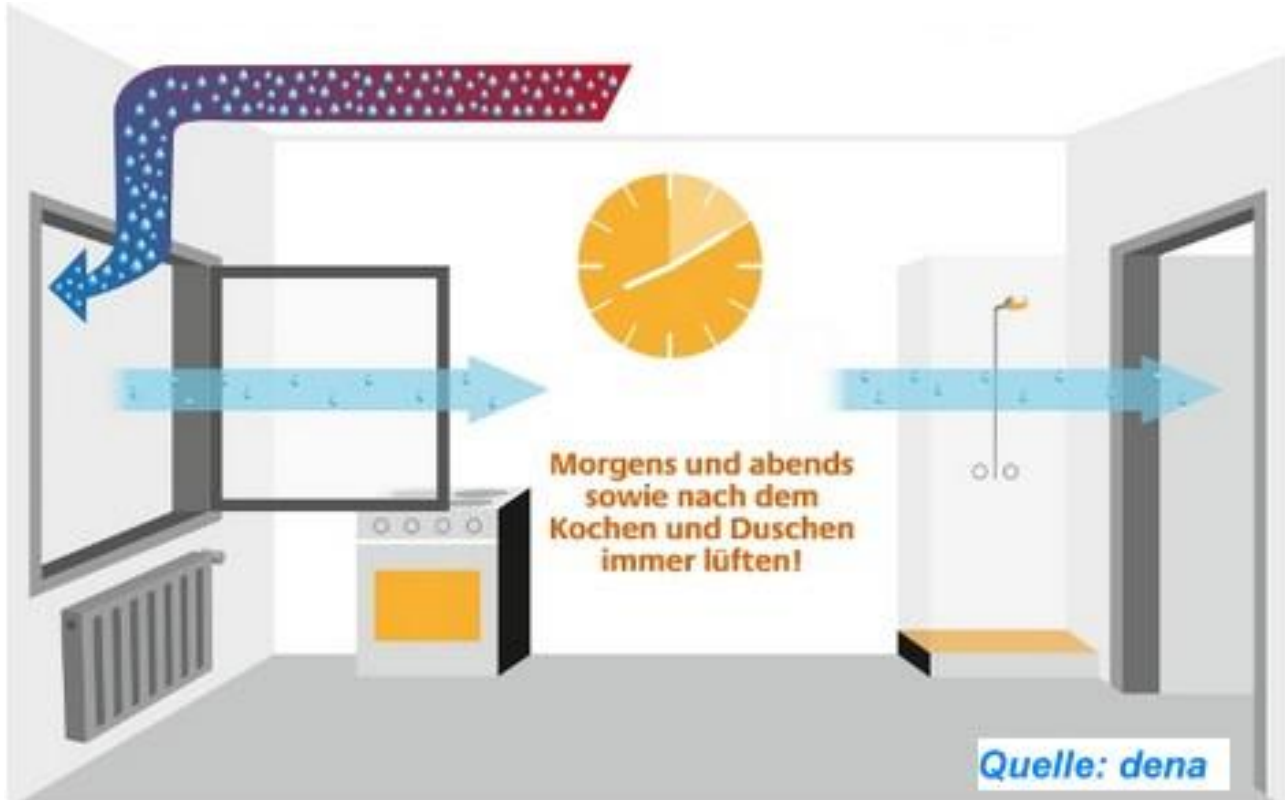 Morgens und abends
sowie nach dem
Kochen und Duschen
immer lüften!
Quelle: dena